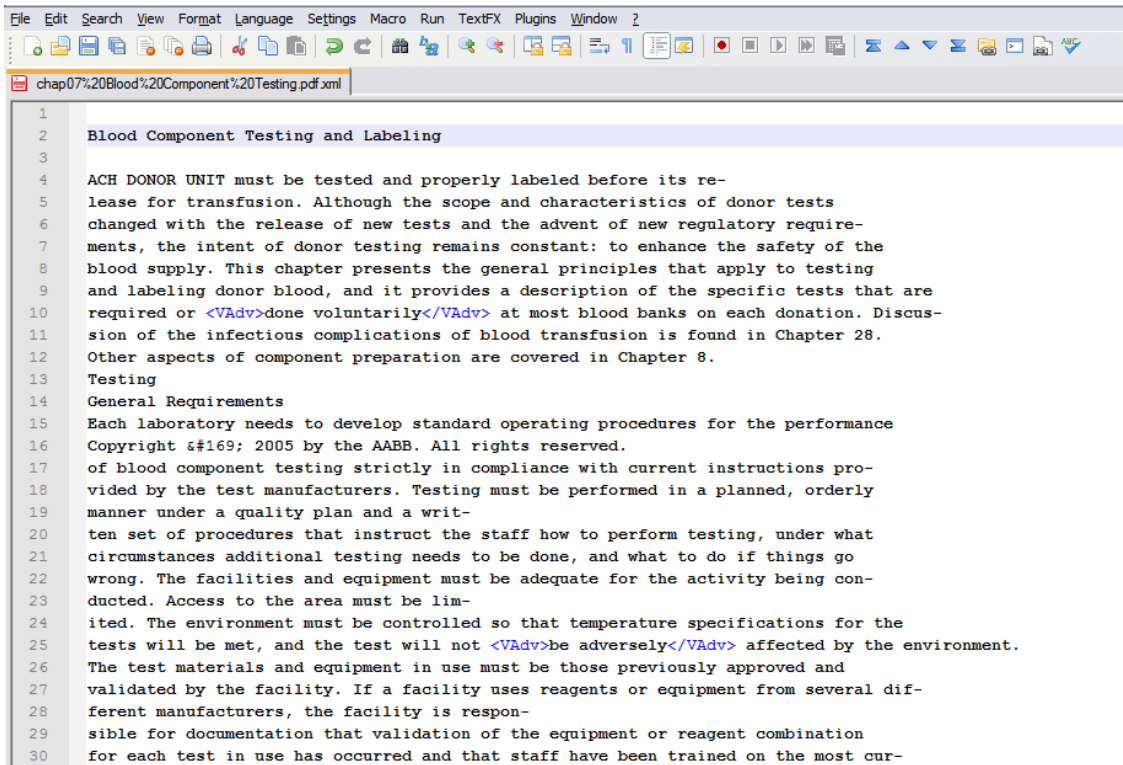 File Edit Search View Format Language Settings Macro Run TextFX Plugins Window ?
chap07%20Blood%20Component%20Testing.pdf.xml
1
2 Blood Component Testing and Labeling
3
4 ACH DONOR UNIT must be tested and properly labeled before its re-
5 lease for transfusion. Although the scope and characteristics of donor tests
6 changed with the release of new tests and the advent of new regulatory require-
7 ments, the intent of donor testing remains constant: to enhance the safety of the
8 blood supply. This chapter presents the general principles that apply to testing
9 and labeling donor blood, and it provides a description of the specific tests that are
10 required or <VAdv>done voluntarily</VAdv> at most blood banks on each donation. Discus-
11 sion of the infectious complications of blood transfusion is found in Chapter 28.
12 Other aspects of component preparation are covered in Chapter 8.
13 Testing
14 General Requirements
15 Each laboratory needs to develop standard operating procedures for the performance
16 Copyright &#169; 2005 by the AABB. All rights reserved.
17 of blood component testing strictly in compliance with current instructions pro-
18 vided by the test manufacturers. Testing must be performed in a planned, orderly
19 manner under a quality plan and a writ-
20 ten set of procedures that instruct the staff how to perform testing, under what
21 circumstances additional testing needs to be done, and what to do if things go
22 wrong. The facilities and equipment must be adequate for the activity being con-
23 ducted. Access to the area must be lim-
24 ited. The environment must be controlled so that temperature specifications for the
25 tests will be met, and the test will not <VAdv>be adversely</VAdv> affected by the environment.
26 The test materials and equipment in use must be those previously approved and
27 validated by the facility. If a facility uses reagents or equipment from several dif-
28 ferent manufacturers, the facility is respon-
29 sible for documentation that validation of the equipment or reagent combination
30 for each test in use has occurred and that staff have been trained on the most cur-